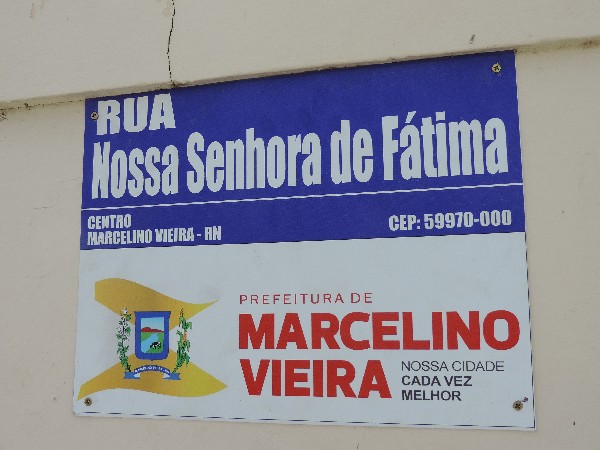 RUA
Nossa Senhora de Fátima
CENTRO
MARCELINO VIEIRA - RN
CEP: 59970-000
PREFEITURA DE
MARCELINO
VIEIRA
NOSSA CIDADE
CADA VEZ
MELHOR